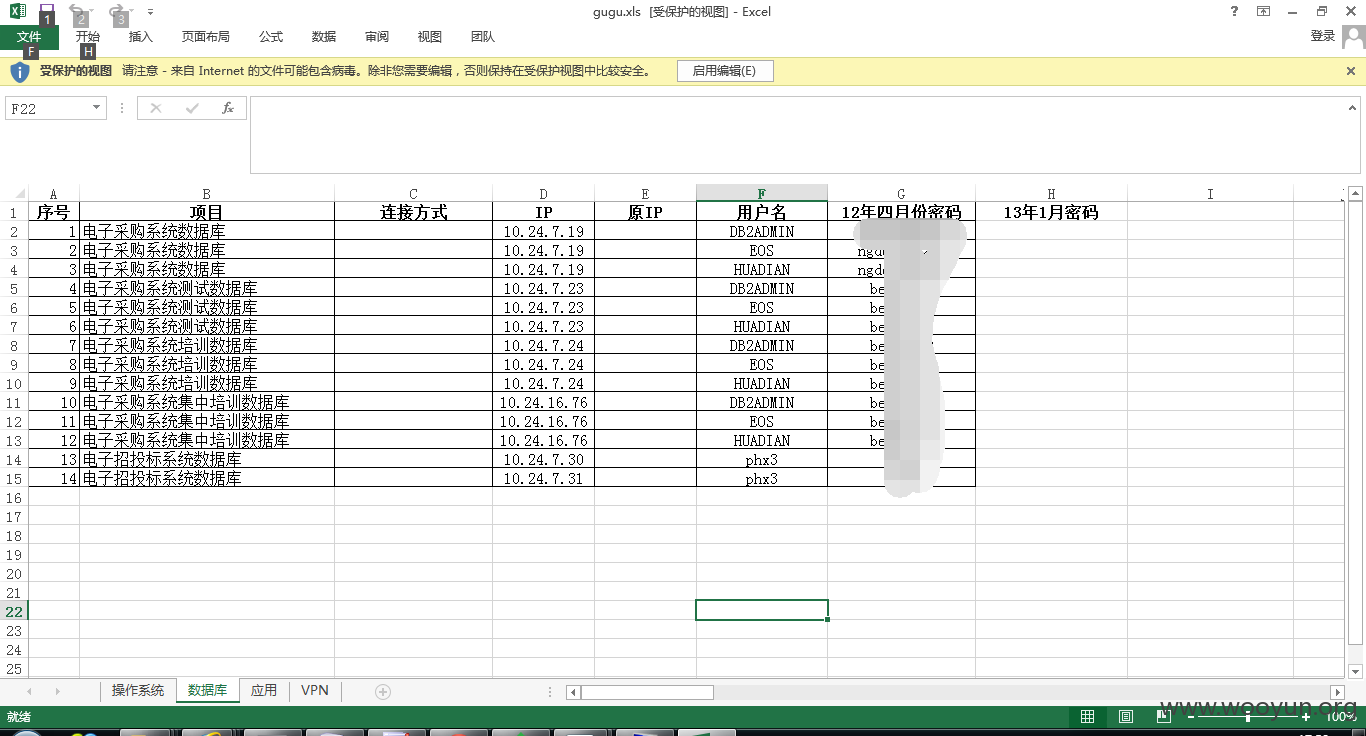 gugu.xls [受保护的视图] - Excel
1 2 3
文件 开始 插入 页面布局 公式 数据 审阅 视图 团队 登录
F H
受保护的视图 请注意 - 来自 Internet 的文件可能包含病毒。除非您需要编辑，否则保持在受保护视图中比较安全。 启用编辑(E)
F22 fx
A B C D E F G H I
1 序号 项目 连接方式 IP 原IP 用户名 12年四月份密码 13年1月密码
2 1 电子采购系统数据库 10.24.7.19 DB2ADMIN
3 2 电子采购系统数据库 10.24.7.19 EOS
4 3 电子采购系统数据库 10.24.7.19 HUADIAN
5 4 电子采购系统测试数据库 10.24.7.23 DB2ADMIN be
6 5 电子采购系统测试数据库 10.24.7.23 EOS be
7 6 电子采购系统测试数据库 10.24.7.23 HUADIAN be
8 7 电子采购系统培训数据库 10.24.7.24 DB2ADMIN be
9 8 电子采购系统培训数据库 10.24.7.24 EOS be
10 9 电子采购系统培训数据库 10.24.7.24 HUADIAN be
11 10 电子采购系统集中培训数据库 10.24.16.76 DB2ADMIN be
12 11 电子采购系统集中培训数据库 10.24.16.76 EOS be
13 12 电子采购系统集中培训数据库 10.24.16.76 HUADIAN be
14 13 电子招投标系统数据库 10.24.7.30 phx3
15 14 电子招投标系统数据库 10.24.7.31 phx3
16
17
18
19
20
21
22
23
24
25
操作系统 数据库 应用 VPN
就绪 100%
www.wooyun.org